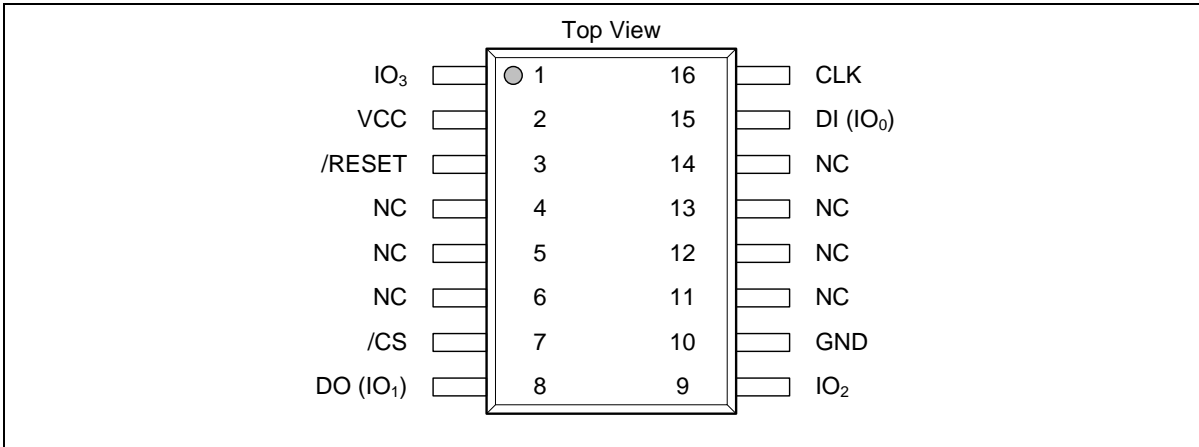 Top View
IO₃ 1 16 CLK
VCC 2 15 DI (IO₀)
/RESET 3 14 NC
NC 4 13 NC
NC 5 12 NC
NC 6 11 NC
/CS 7 10 GND
DO (IO₁) 8 9 IO₂